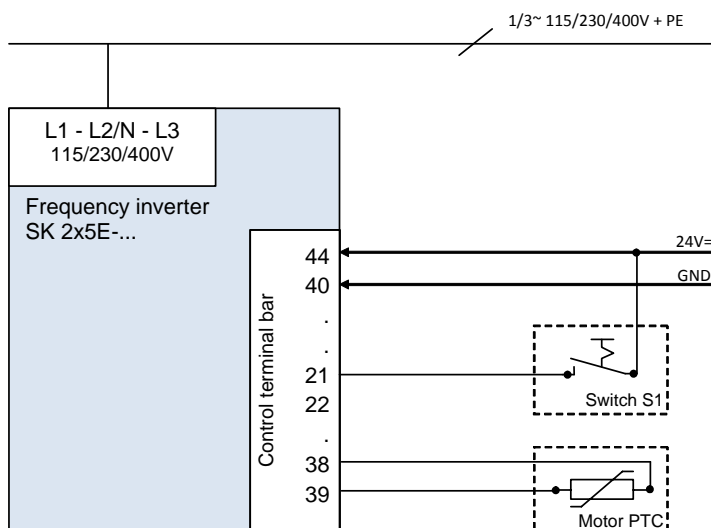 1/3~ 115/230/400V + PE
L1 - L2/N - L3
115/230/400V
Frequency inverter
SK 2x5E-...
Control terminal bar
44
24V=
40
GND
.
.
21
22
Switch S1
.
38
39
Motor PTC